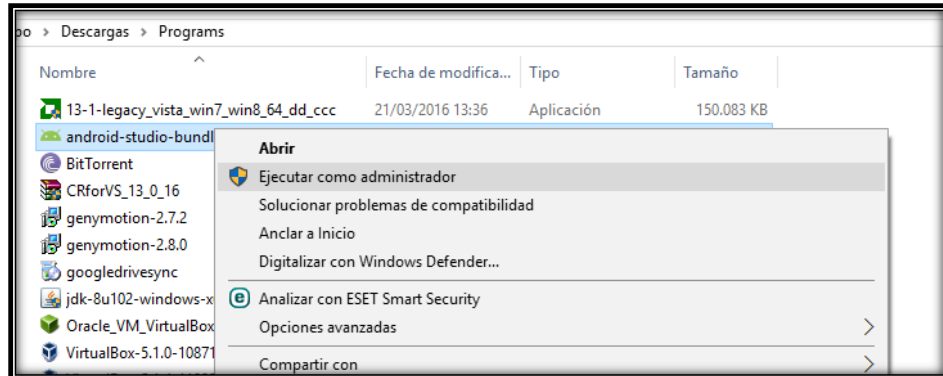 po > Descargas > Programs
Nombre Fecha de modifica... Tipo Tamaño
13-1-legacy_vista_win7_win8_64_dd_ccc 21/03/2016 13:36 Aplicación 150.083 KB
android-studio-bundl
Abrir
BitTorrent
Ejecutar como administrador
CRforVS_13_0_16
Solucionar problemas de compatibilidad
genymotion-2.7.2
Anclar a Inicio
genymotion-2.8.0
Digitalizar con Windows Defender...
googledrivesync
jdk-8u102-windows-x
Analizar con ESET Smart Security
Oracle_VM_VirtualBox
Opciones avanzadas
VirtualBox-5.1.0-10871
Compartir con